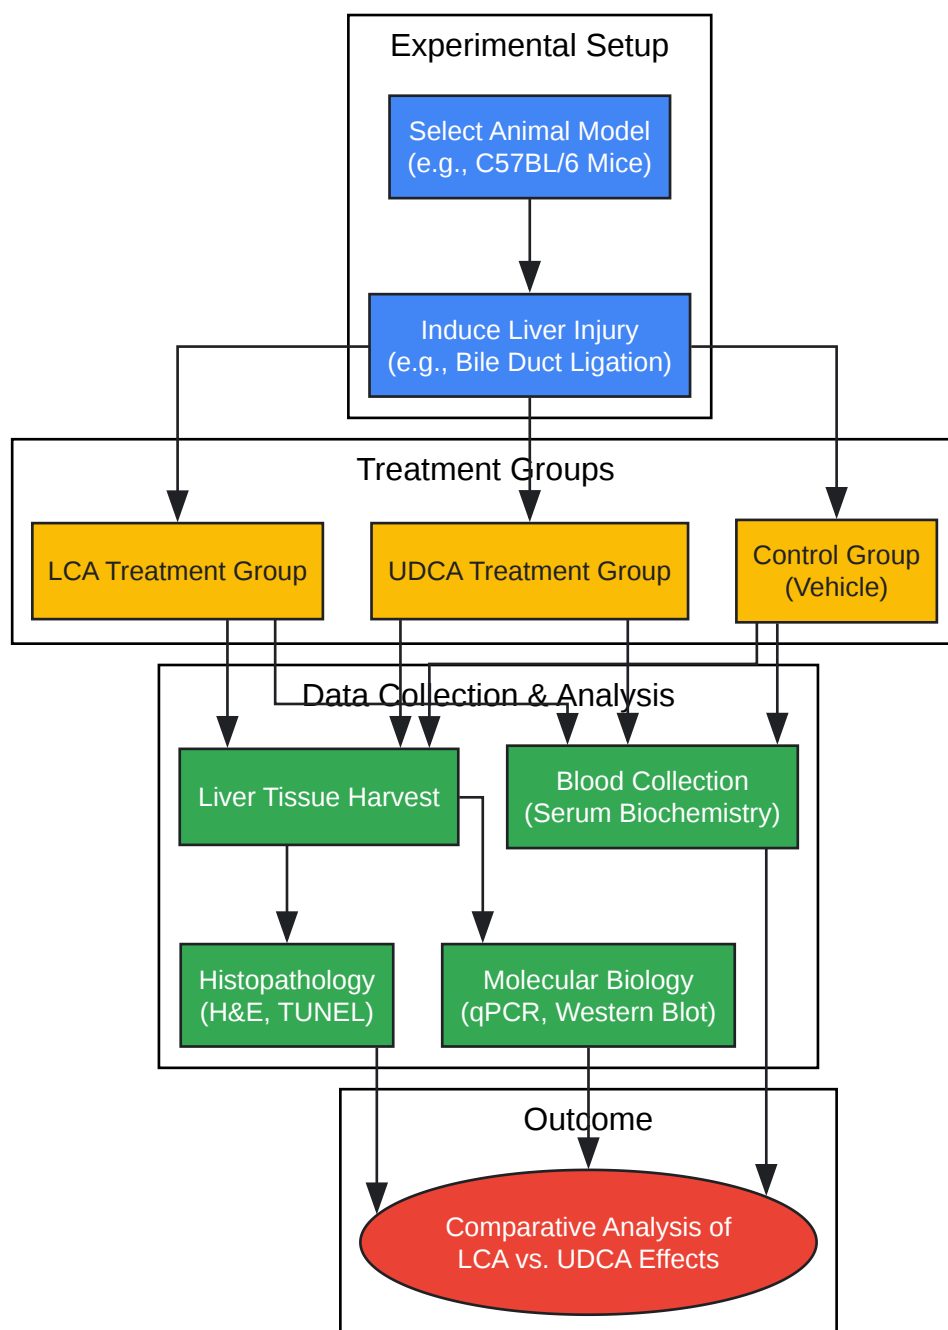 Experimental Setup
Select Animal Model
(e.g., C57BL/6 Mice)
Induce Liver Injury
(e.g., Bile Duct Ligation)
Treatment Groups
LCA Treatment Group
UDCA Treatment Group
Control Group
(Vehicle)
Data Collection & Analysis
Liver Tissue Harvest
Blood Collection
(Serum Biochemistry)
Histopathology
(H&E, TUNEL)
Molecular Biology
(qPCR, Western Blot)
Outcome
Comparative Analysis of
LCA vs. UDCA Effects